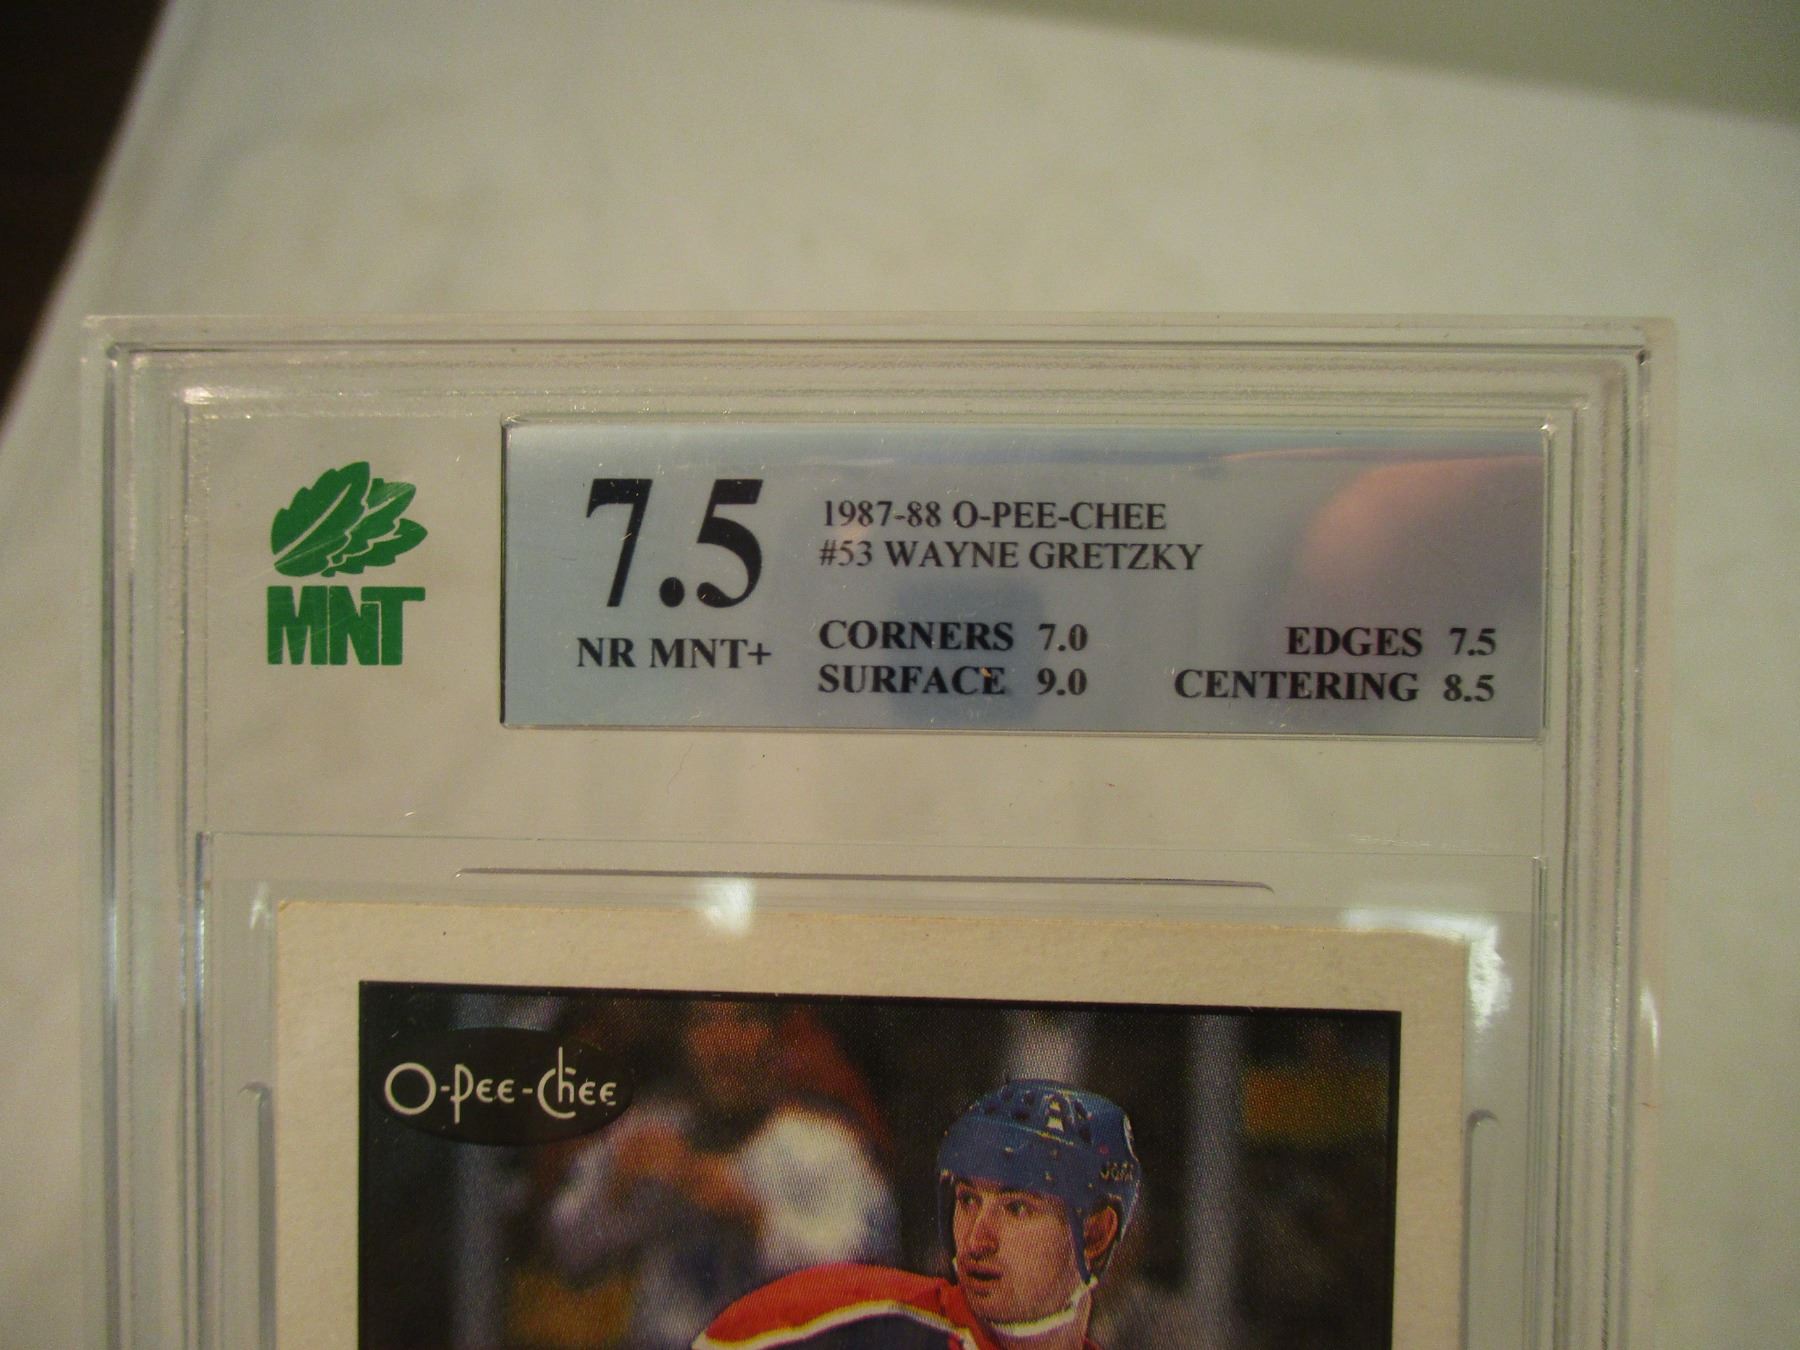 MNT
7.5
NR MNT+
1987-88 O-PEE-CHEE
#53 WAYNE GRETZKY
CORNERS 7.0
EDGES 7.5
SURFACE 9.0
CENTERING 8.5
O-Pee-Chee
JOFA